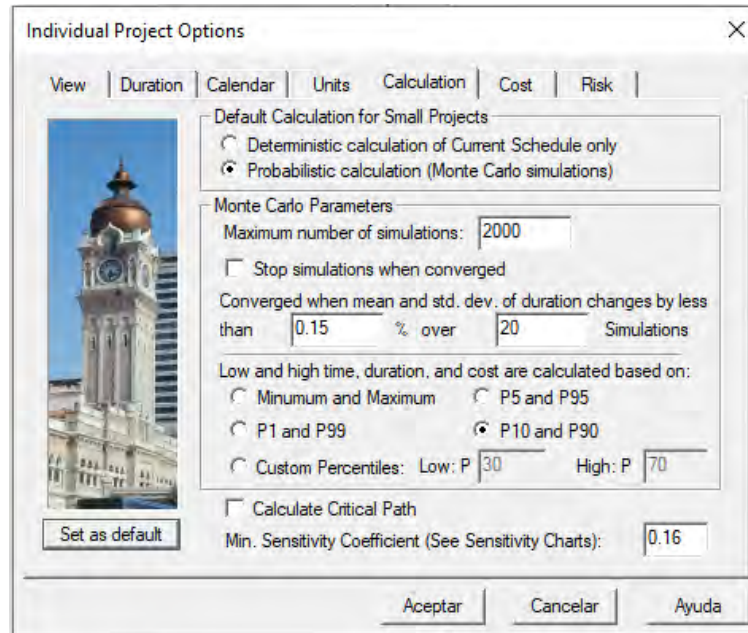 Individual Project Options
View Duration Calendar Units Calculation Cost Risk
Default Calculation for Small Projects
Deterministic calculation of Current Schedule only
Probabilistic calculation (Monte Carlo simulations)
Monte Carlo Parameters
Maximum number of simulations: 2000
Stop simulations when converged
Converged when mean and std. dev. of duration changes by less
than 0.15 % over 20 Simulations
Low and high time, duration, and cost are calculated based on:
Minumum and Maximum P5 and P95
P1 and P99 P10 and P90
Custom Percentiles: Low: P 30 High: P 70
Calculate Critical Path
Set as default
Min. Sensitivity Coefficient (See Sensitivity Charts): 0.16
Aceptar Cancelar Ayuda